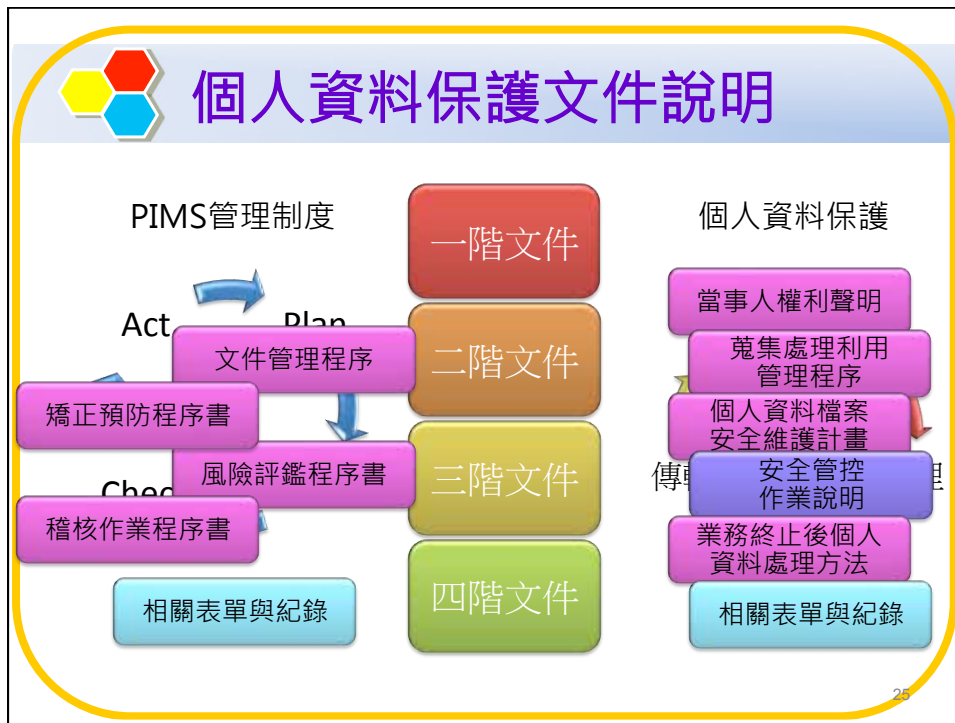 個人資料保護文件說明
PIMS管理制度
Act
Plan
文件管理程序
矯正預防程序書
風險評鑑程序書
Chec
稽核作業程序書
相關表單與紀錄
一階文件
二階文件
三階文件
四階文件
個人資料保護
當事人權利聲明
蒐集處理利用
管理程序
個人資料檔案
安全維護計畫
傳
理
安全管控
作業說明
業務終止後個人
資料處理方法
相關表單與紀錄
25